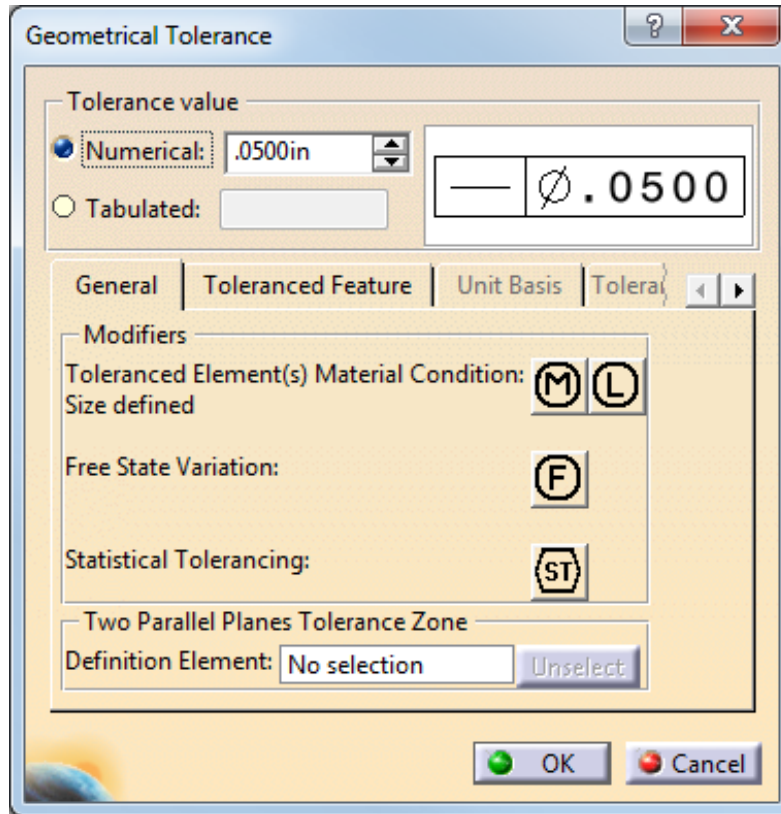 Geometrical Tolerance
Tolerance value
Numerical: .0500in
Tabulated:
⌀.0500
General Toleranced Feature Unit Basis
Modifiers
Toleranced Element(s) Material Condition: M L
Size defined
Free State Variation: F
Statistical Tolerancing: ST
Two Parallel Planes Tolerance Zone
Definition Element: No selection Unselect
OK Cancel